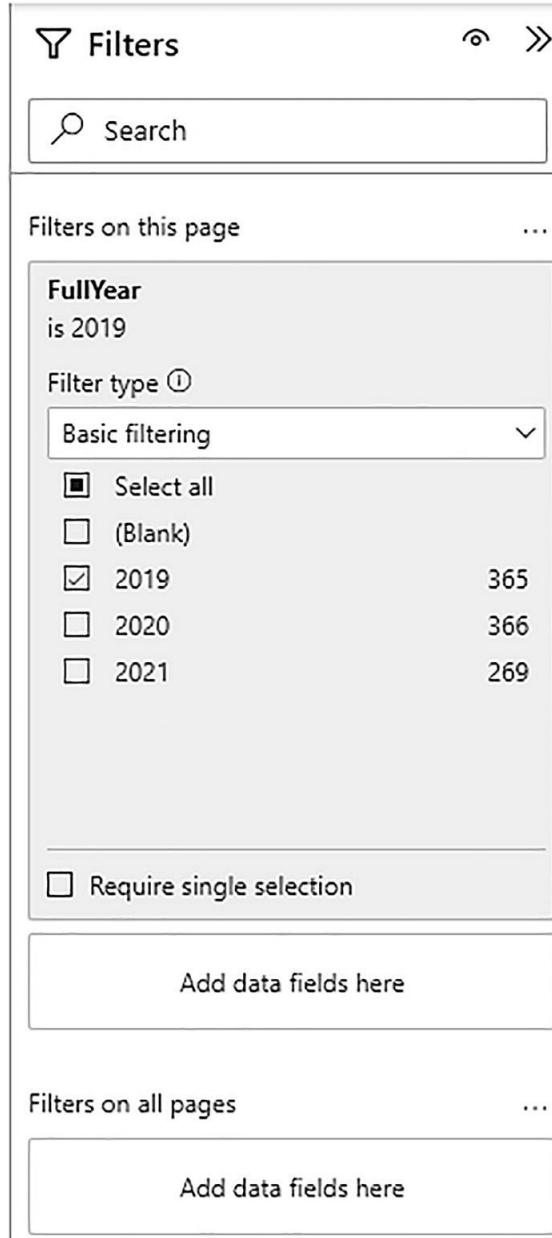 Filters
Search
Filters on this page
...
FullYear
is 2019
Filter type
Basic filtering
Select all
(Blank)
2019 365
2020 366
2021 269
Require single selection
Add data fields here
Filters on all pages
...
Add data fields here